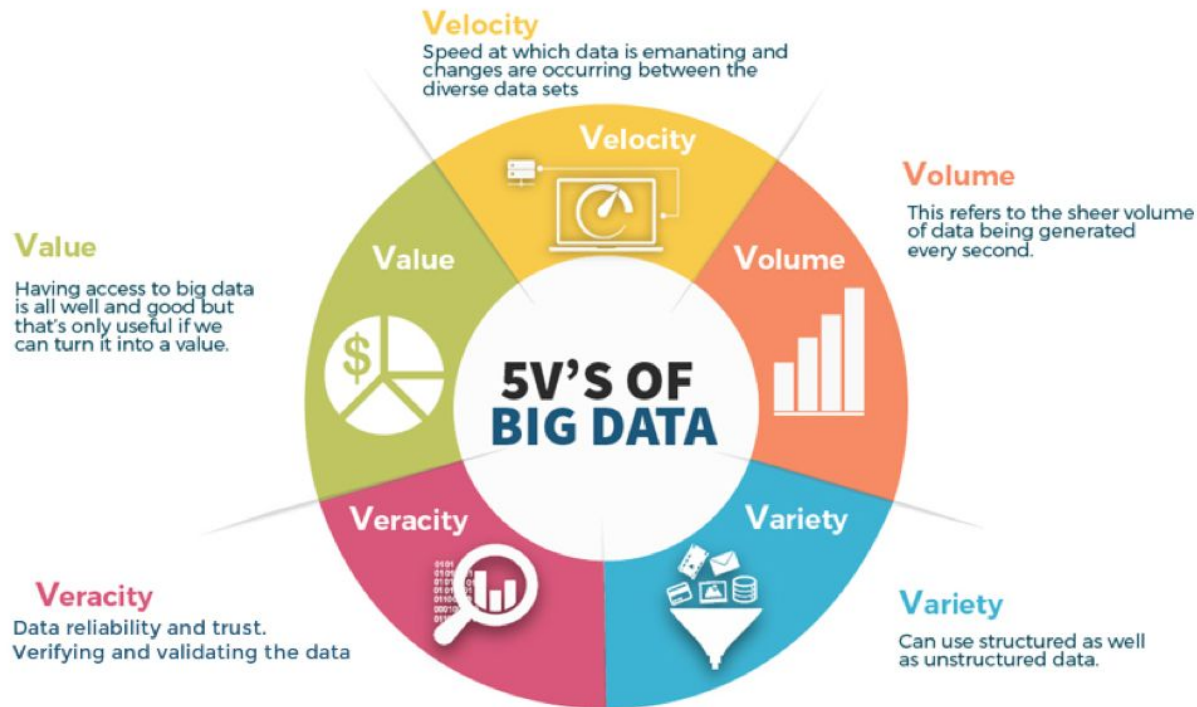 Velocity
Speed at which data is emanating and
changes are occurring between the
diverse data sets
Velocity
Volume
This refers to the sheer volume
of data being generated
every second.
Volume
Value
Having access to big data
is all well and good but
that's only useful if we
can turn it into a value.
Value
5V'S OF
BIG DATA
Veracity
Variety
Veracity
Data reliability and trust.
Verifying and validating the data
Variety
Can use structured as well
as unstructured data.
$